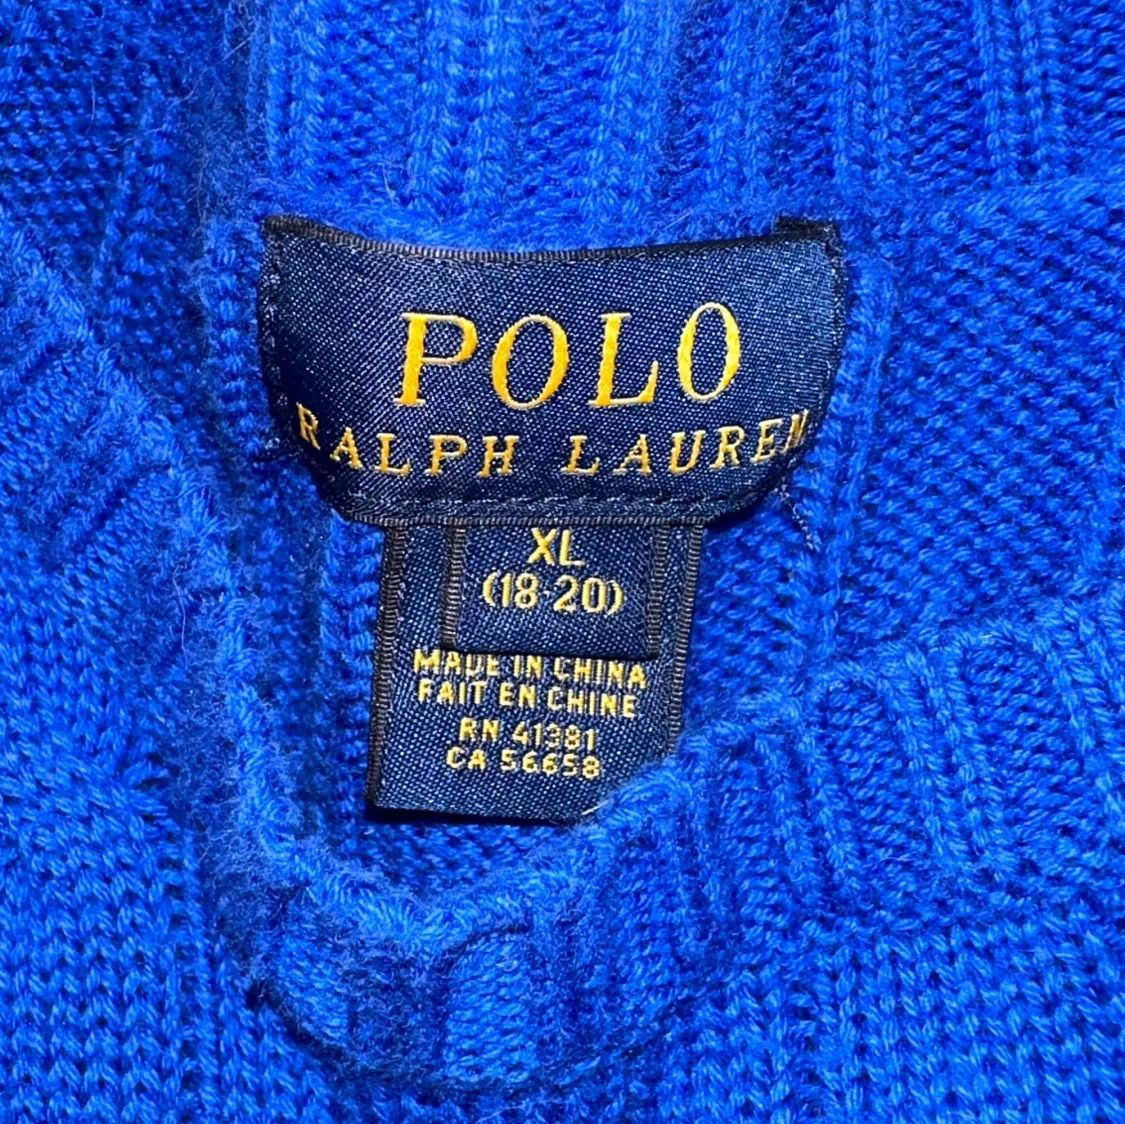 POLO
RALPH LAUREN
XL
(18-20)
MADE IN CHINA
FAIT EN CHINE
RN 41381
CA 56658